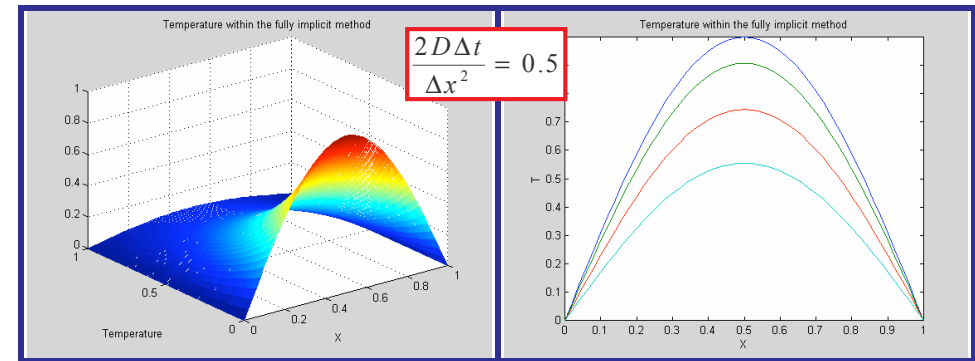 Temperature within the fully implicit method
1
0.8
0.6
0.4
0.2
0
1
0.5
0
0
0.2
0.4
0.6
0.8
1
Temperature
X
2 D Δt / Δx² = 0.5
Temperature within the fully implicit method
0.7
0.6
0.5
0.4
0.3
0.2
0.1
0
T
0 0.1 0.2 0.3 0.4 0.5 0.6 0.7 0.8 0.9 1
X